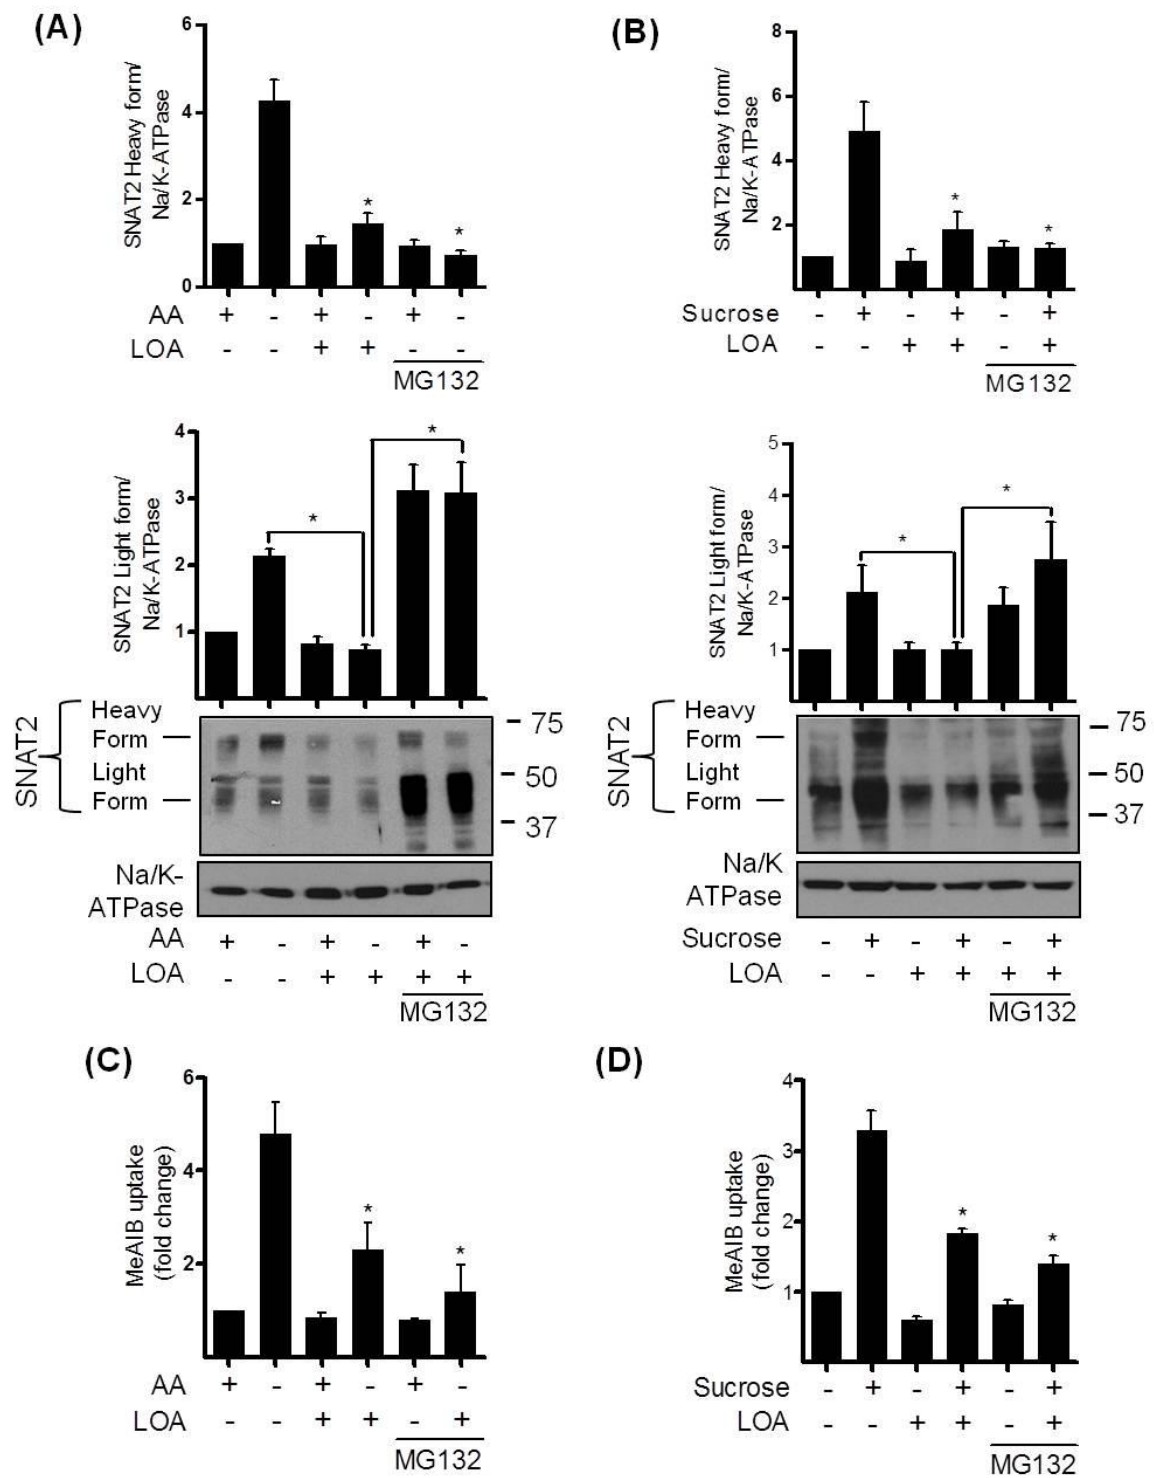 (A)
SNAT2 Heavy form/
Na/K-ATPase
6
4
2
0
*
*
AA + - + - + -
LOA - - + + - -
MG132
(B)
SNAT2 Heavy form/
Na/K-ATPase
8
6
4
2
*
*
Sucrose - + - + - +
LOA - - + + - +
MG132
SNAT2 Light form/
Na/K-ATPase
4
3
2
1
*
*
SNAT2
Heavy
Form
Light
Form
75
50
37
Na/K-
ATPase
AA + - + - + -
LOA - - + + + +
MG132
SNAT2 Light form/
Na/K-ATPase
5
4
3
2
1
*
*
SNAT2
Heavy
Form
Light
Form
75
50
37
Na/K
ATPase
Sucrose - + - + - +
LOA - - + + + +
MG132
(C)
MeAIB uptake
(fold change)
6
4
2
*
*
AA + - + - + -
LOA - - + + - +
MG132
(D)
MeAIB uptake
(fold change)
4
3
2
1
*
*
Sucrose - + - + - +
LOA - - + + - +
MG132